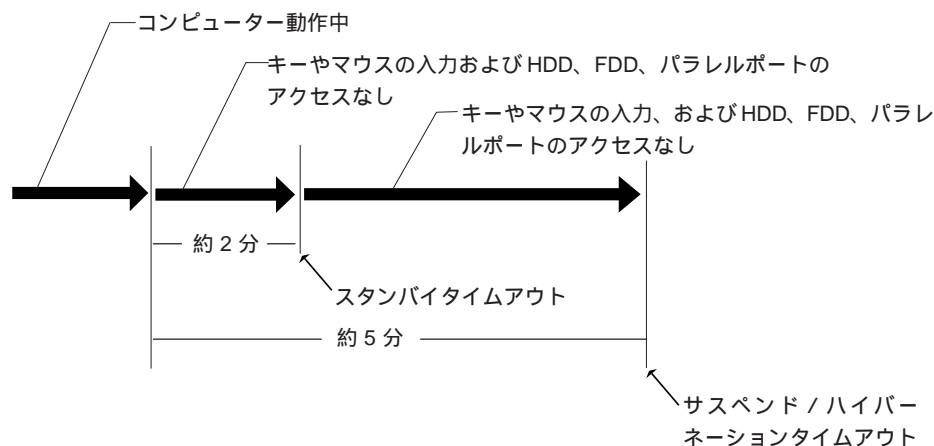 コンピューター動作中
キーやマウスの入力および HDD、FDD、パラレルポートの
アクセスなし
キーやマウスの入力、および HDD、FDD、パラレ
ルポートのアクセスなし
約 2 分
スタンバイタイムアウト
約 5 分
サスペンド / ハイバー
ネーションタイムアウト